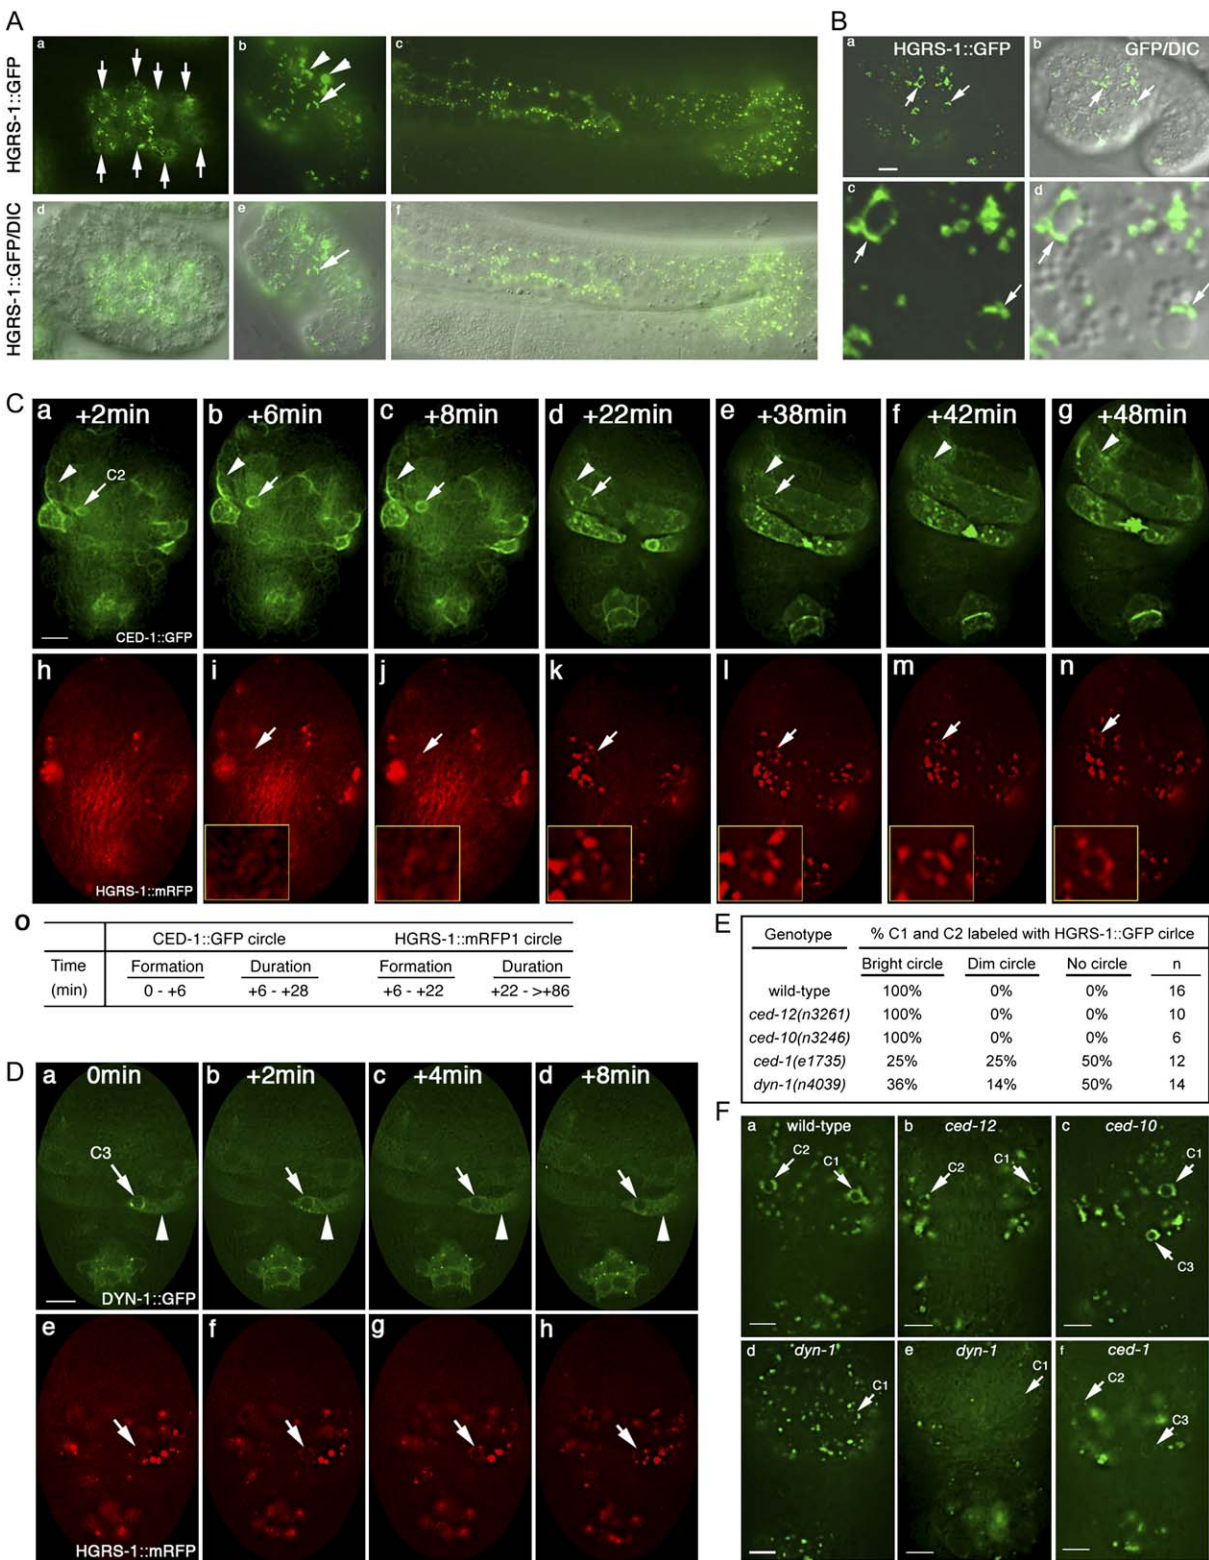 A
HGRS-1::GFP
a
b
c
HGRS-1::GFP/DIC
d
e
f
B
a HGRS-1::GFP
b GFP/DIC
c
d
C
a +2min
b +6min
c +8min
d +22min
e +38min
f +42min
g +48min
C2
CED-1::GFP
h
i
j
k
l
m
n
HGRS-1::mRFP
o
CED-1::GFP circle HGRS-1::mRFP1 circle
Time Formation Duration Formation Duration
(min) 0 - +6 +6 - +28 +6 - +22 +22 - >+86
D
a 0min
b +2min
c +4min
d +8min
C3
DYN-1::GFP
e
f
g
h
HGRS-1::mRFP
E
Genotype % C1 and C2 labeled with HGRS-1::GFP cirlce
Bright circle Dim circle No circle n
wild-type 100% 0% 0% 16
ced-12(n3261) 100% 0% 0% 10
ced-10(n3246) 100% 0% 0% 6
ced-1(e1735) 25% 25% 50% 12
dyn-1(n4039) 36% 14% 50% 14
F
a wild-type
C2 C1
b ced-12
C2 C1
c ced-10
C1
C3
d dyn-1
C1
e dyn-1
C1
f ced-1
C2
C3